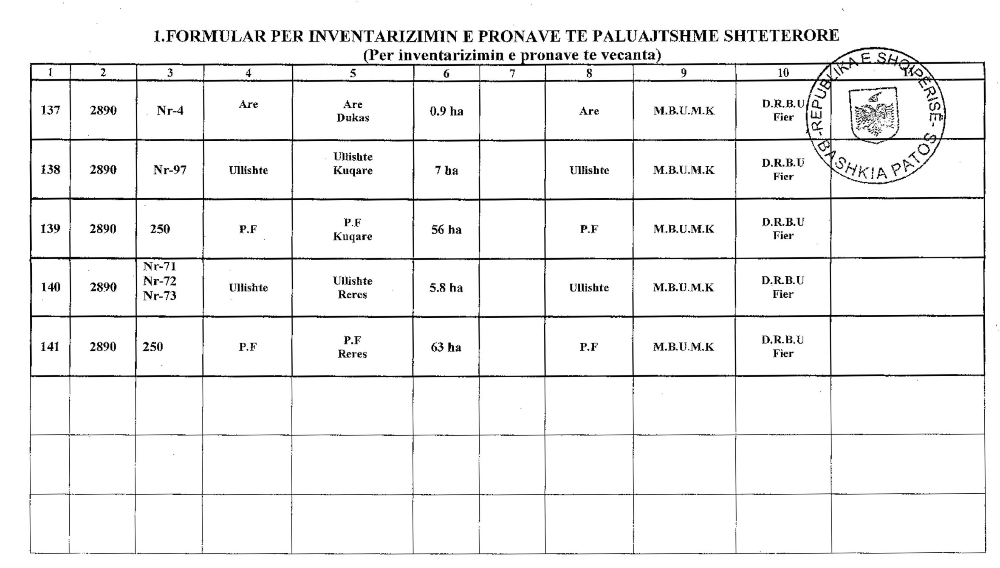 1.FORMULAR PER INVENTARIZIMIN E PRONAVE TE PALUAJTSHME SHTETERORE
(Per inventarizimin e pronave te vecanta)
1 2 3 4 5 6 7 8 9 10 11
137 2890 Nr-4 Are Are Dukas 0.9 ha Are M.B.U.M.K D.R.B.U Fier
138 2890 Nr-97 Ullishte Ullishte Kuqare 7 ha Ullishte M.B.U.M.K D.R.B.U Fier
139 2890 250 P.F P.F Kuqare 56 ha P.F M.B.U.M.K D.R.B.U Fier
140 2890 Nr-71 Nr-72 Nr-73 Ullishte Ullishte Reres 5.8 ha Ullishte M.B.U.M.K D.R.B.U Fier
141 2890 250 P.F P.F Reres 63 ha P.F M.B.U.M.K D.R.B.U Fier
-REPUBLIKA E SHQIPËRISË-
BASHKIA PATOS